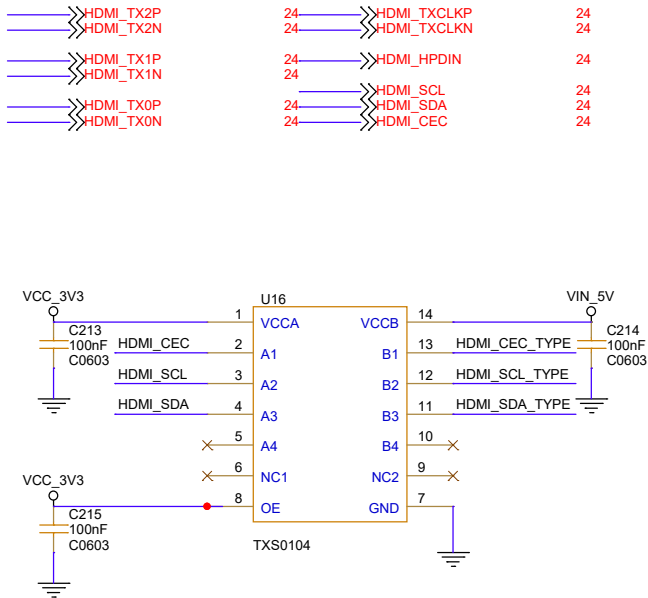 HDMI_TX2P 24 HDMI_TXCLKP 24
HDMI_TX2N 24 HDMI_TXCLKN 24
HDMI_TX1P 24 HDMI_HPDIN 24
HDMI_TX1N 24
HDMI_SCL 24
HDMI_TX0P 24 HDMI_SDA 24
HDMI_TX0N 24 HDMI_CEC 24
VCC_3V3 U16 VIN_5V
1 VCCA VCCB 14
C213 C214
100nF HDMI_CEC 2 A1 B1 13 HDMI_CEC_TYPE 100nF
C0603 C0603
HDMI_SCL 3 A2 B2 12 HDMI_SCL_TYPE
HDMI_SDA 4 A3 B3 11 HDMI_SDA_TYPE
5 A4 B4 10
6 NC1 NC2 9
VCC_3V3
8 OE GND 7
C215
100nF
C0603 TXS0104